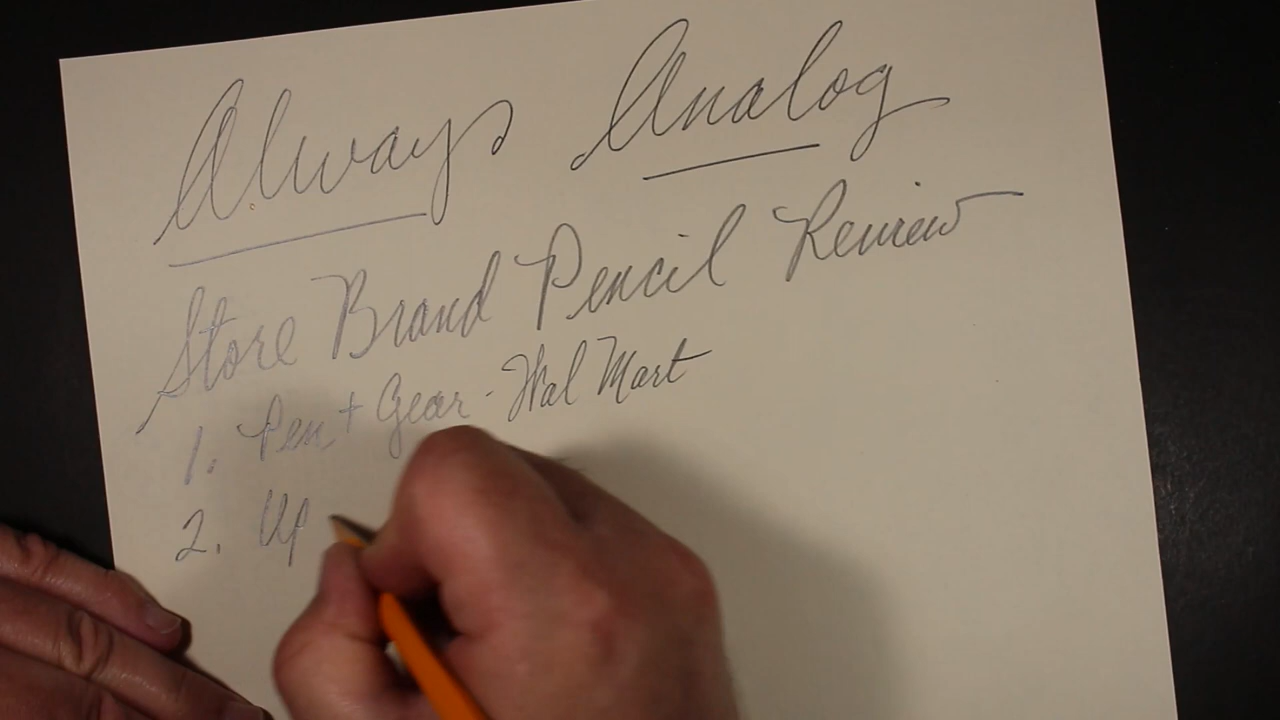 Always Analog
Store Brand Pencil Review
1. Pen + Gear - Wal Mart
2. Up